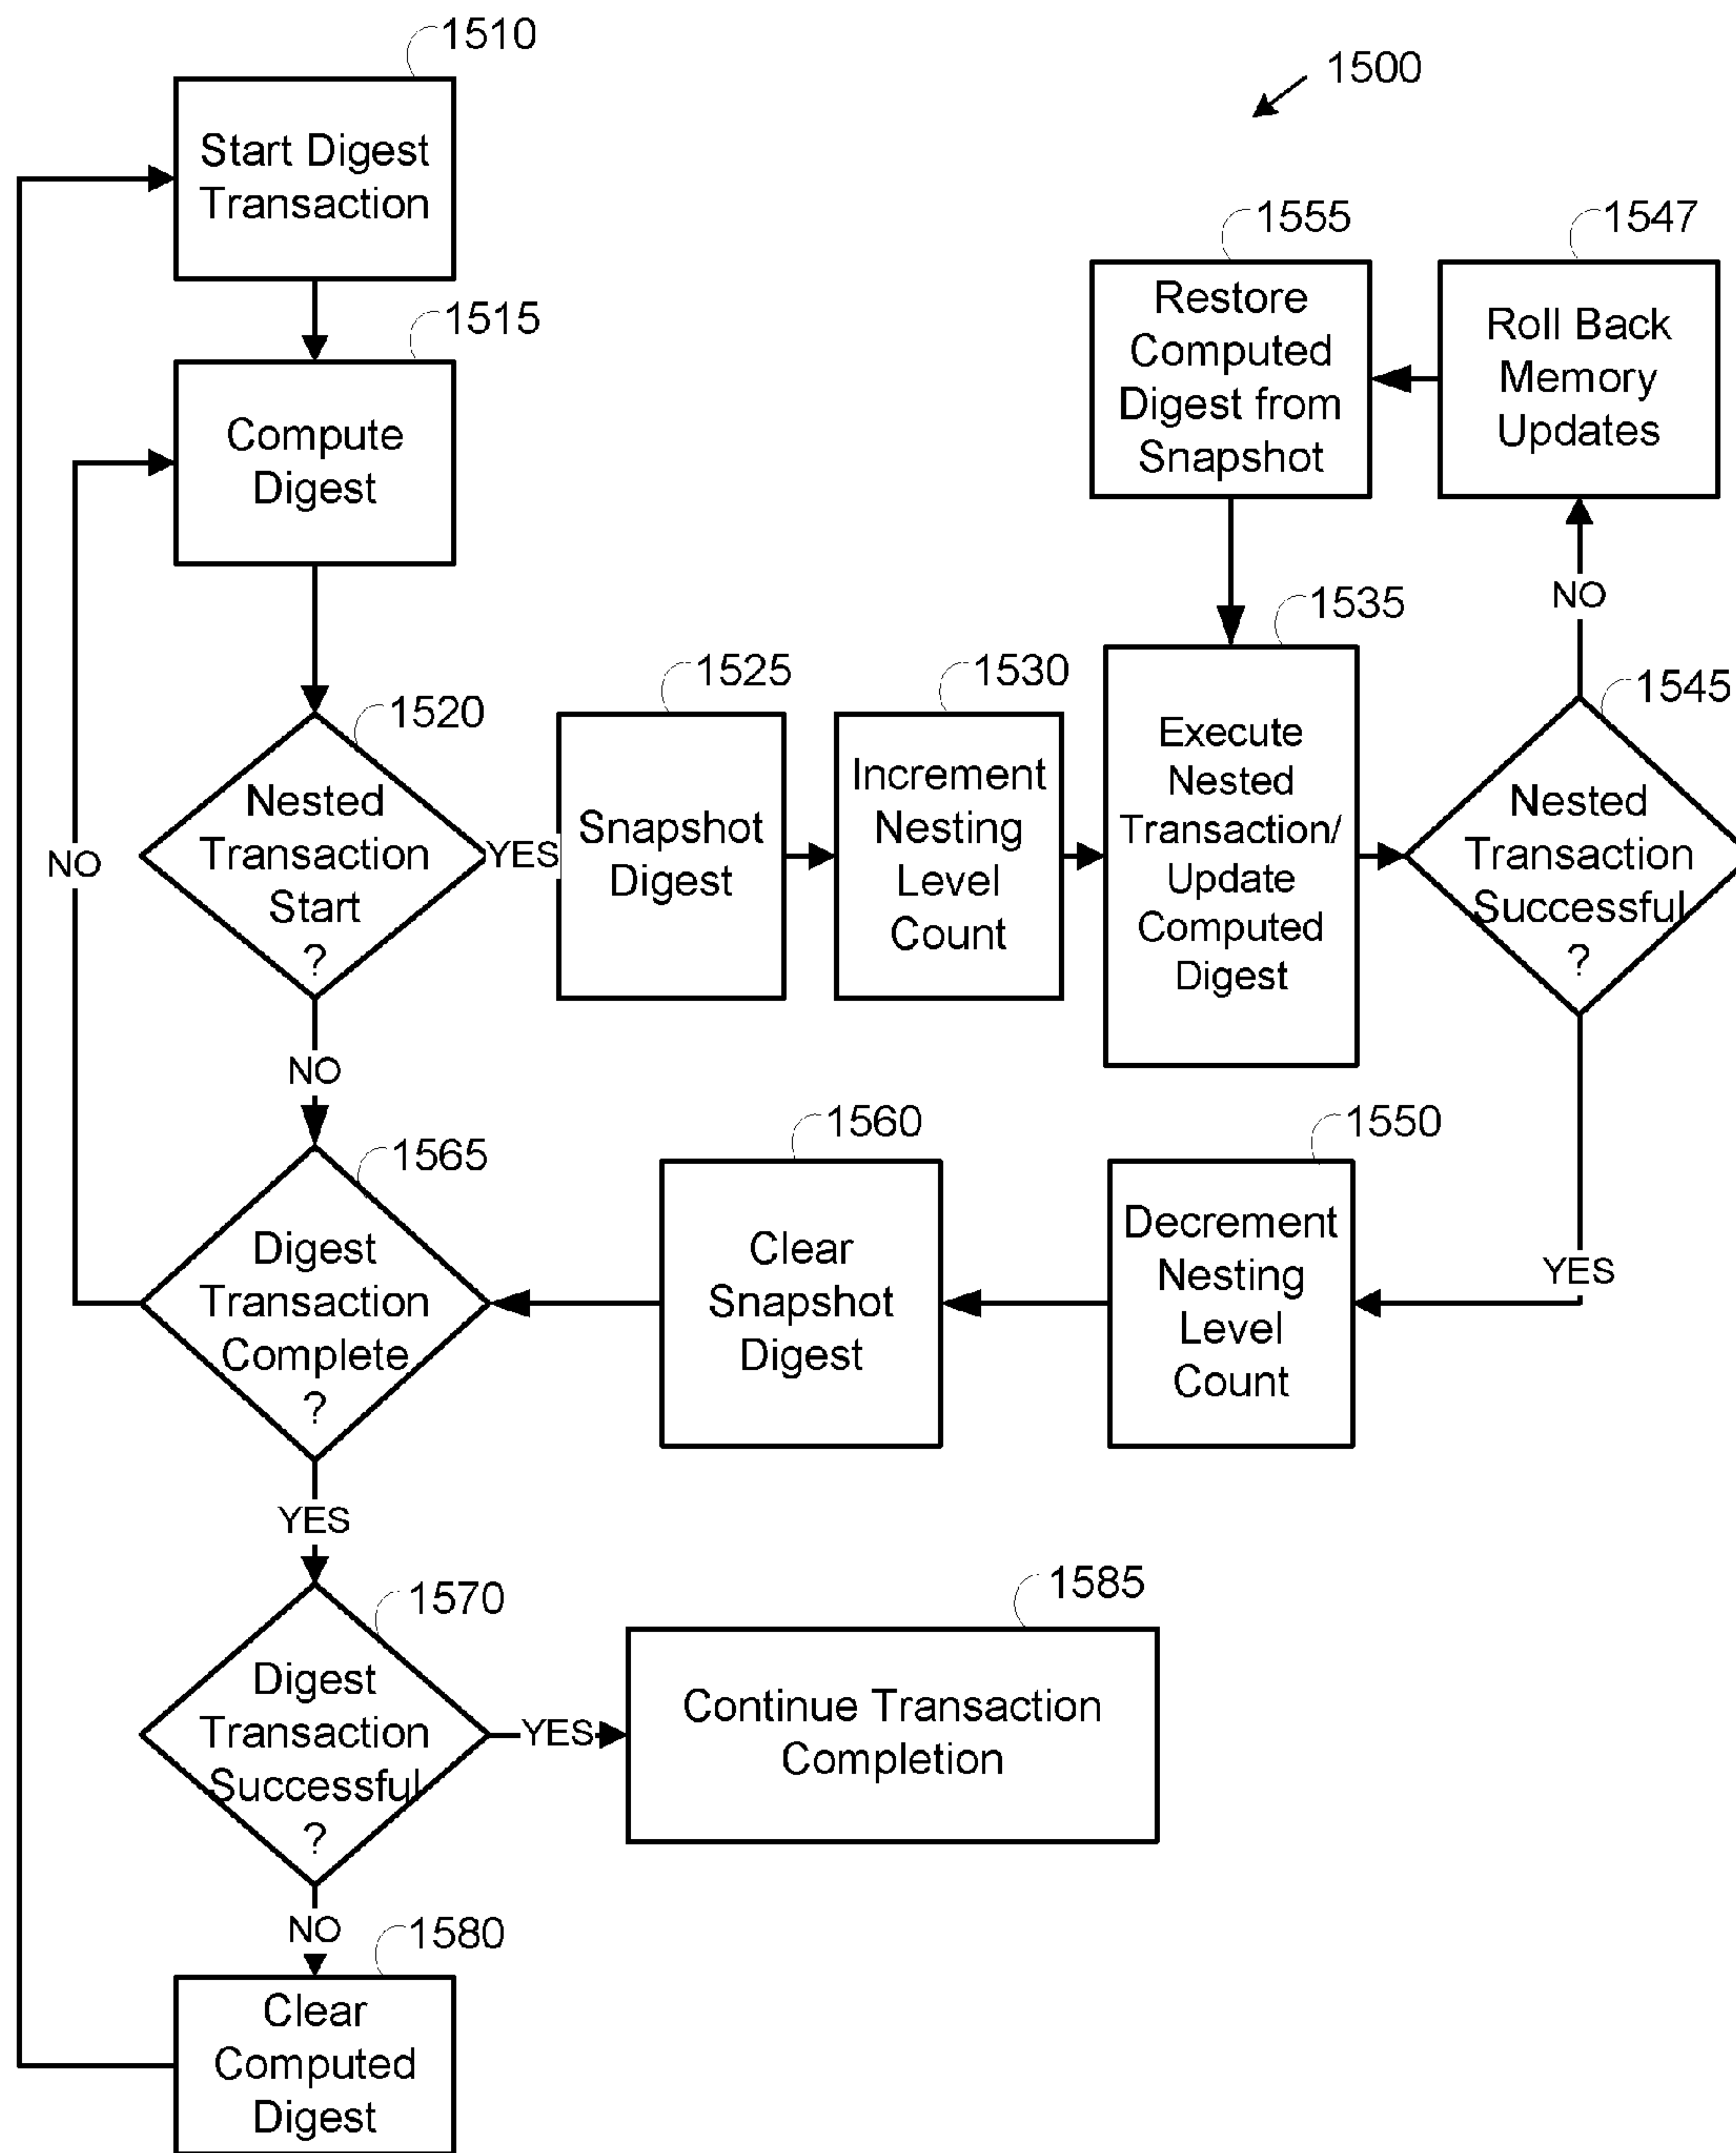 1510
Start Digest
Transaction
1500
1515
Compute
Digest
1555
Restore
Computed
Digest from
Snapshot
1547
Roll Back
Memory
Updates
NO
1520
Nested
Transaction
Start
?
YES
1525
Snapshot
Digest
1530
Increment
Nesting
Level
Count
1535
Execute
Nested
Transaction/
Update
Computed
Digest
1545
Nested
Transaction
Successful
?
NO
NO
YES
1565
Digest
Transaction
Complete
?
1560
Clear
Snapshot
Digest
1550
Decrement
Nesting
Level
Count
YES
1570
Digest
Transaction
Successful
?
YES
1585
Continue Transaction
Completion
NO
1580
Clear
Computed
Digest